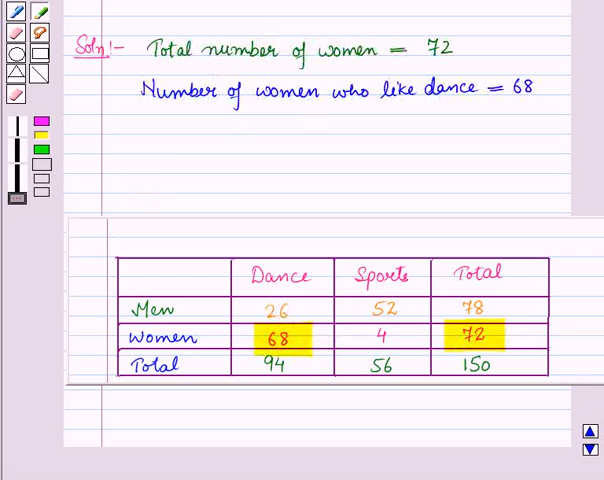 Soln:- Total number of women = 72
Number of women who like dance = 68
Dance Sports Total
Men 26 52 78
Women 68 4 72
Total 94 56 150